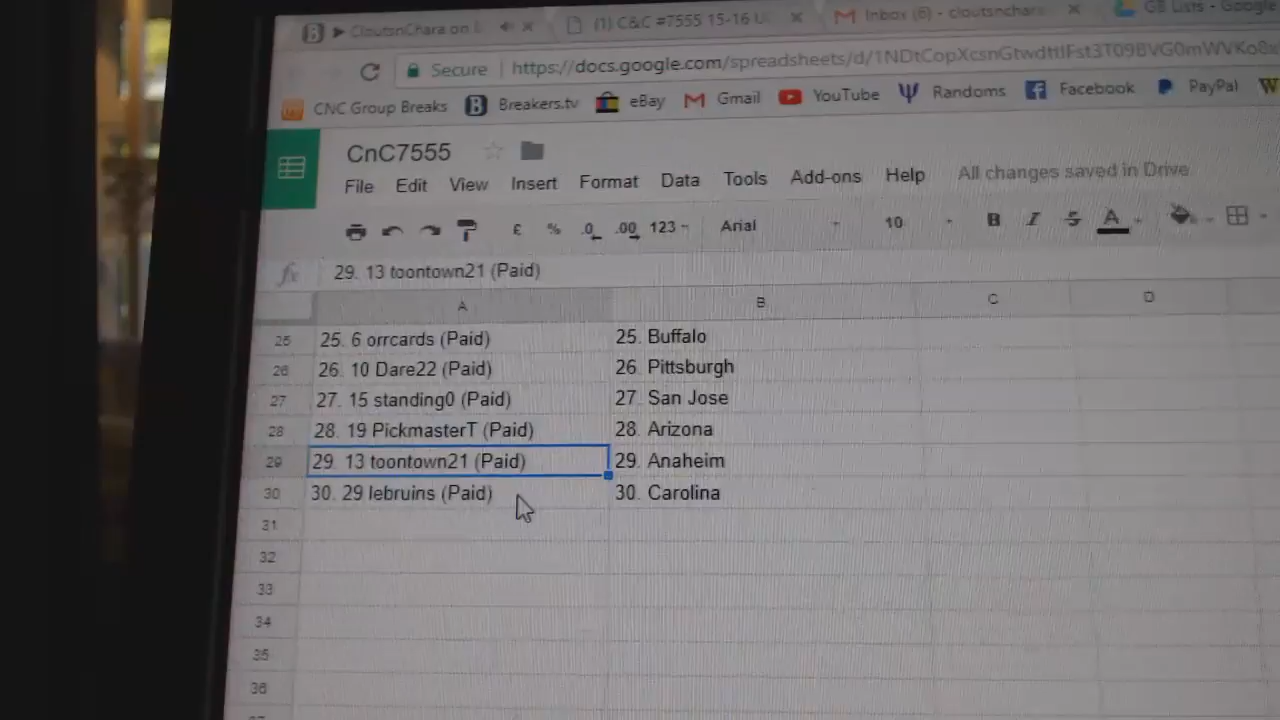 CloutsnChara on
(1) C&C #7555 15-16
Inbox (6) - cloutsnchar
GB Lists - Google
Secure
https://docs.google.com/spreadsheets/d/
CNC Group Breaks
Breakers.tv
eBay
Gmail
YouTube
Randoms
Facebook
PayPal
CnC7555
File Edit View Insert Format Data Tools Add-ons Help All changes saved in Drive
£ % .0 .00 123 Arial 10 B I S A
fx 29. 13 toontown21 (Paid)
A B C D
25 25. 6 orrcards (Paid) 25. Buffalo
26 26. 10 Dare22 (Paid) 26. Pittsburgh
27 27. 15 standing0 (Paid) 27. San Jose
28 28. 19 PickmasterT (Paid) 28. Arizona
29 29. 13 toontown21 (Paid) 29. Anaheim
30 30. 29 lebruins (Paid) 30. Carolina
31
32
33
34
35
36